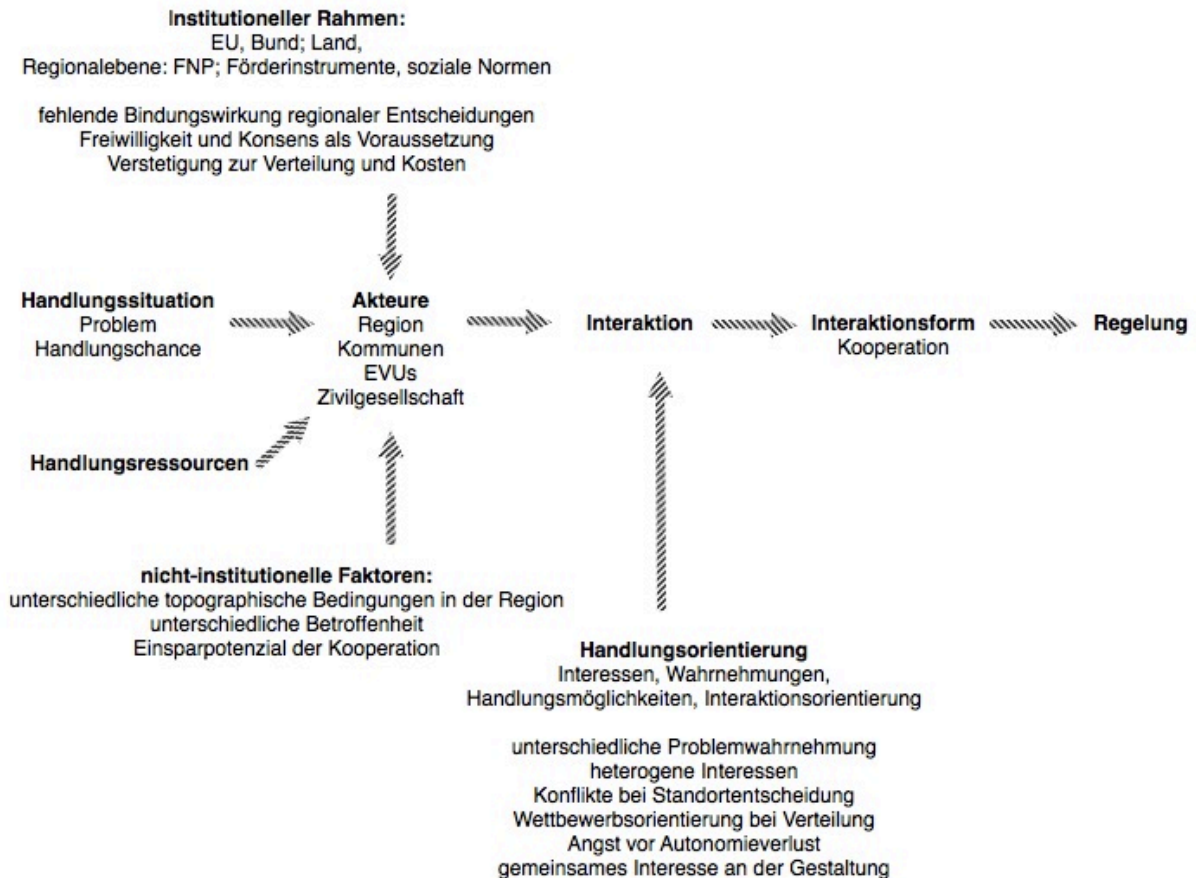 Institutioneller Rahmen:
EU, Bund; Land,
Regionalebene: FNP; Förderinstrumente, soziale Normen
fehlende Bindungswirkung regionaler Entscheidungen
Freiwilligkeit und Konsens als Voraussetzung
Verstetigung zur Verteilung und Kosten
Handlungssituation
Problem
Handlungschance
Akteure
Region
Kommunen
EVUs
Zivilgesellschaft
Interaktion
Interaktionsform
Kooperation
Regelung
Handlungsressourcen
nicht-institutionelle Faktoren:
unterschiedliche topographische Bedingungen in der Region
unterschiedliche Betroffenheit
Einsparpotenzial der Kooperation
Handlungsorientierung
Interessen, Wahrnehmungen,
Handlungsmöglichkeiten, Interaktionsorientierung
unterschiedliche Problemwahrnehmung
heterogene Interessen
Konflikte bei Standortentscheidung
Wettbewerbsorientierung bei Verteilung
Angst vor Autonomieverlust
gemeinsames Interesse an der Gestaltung